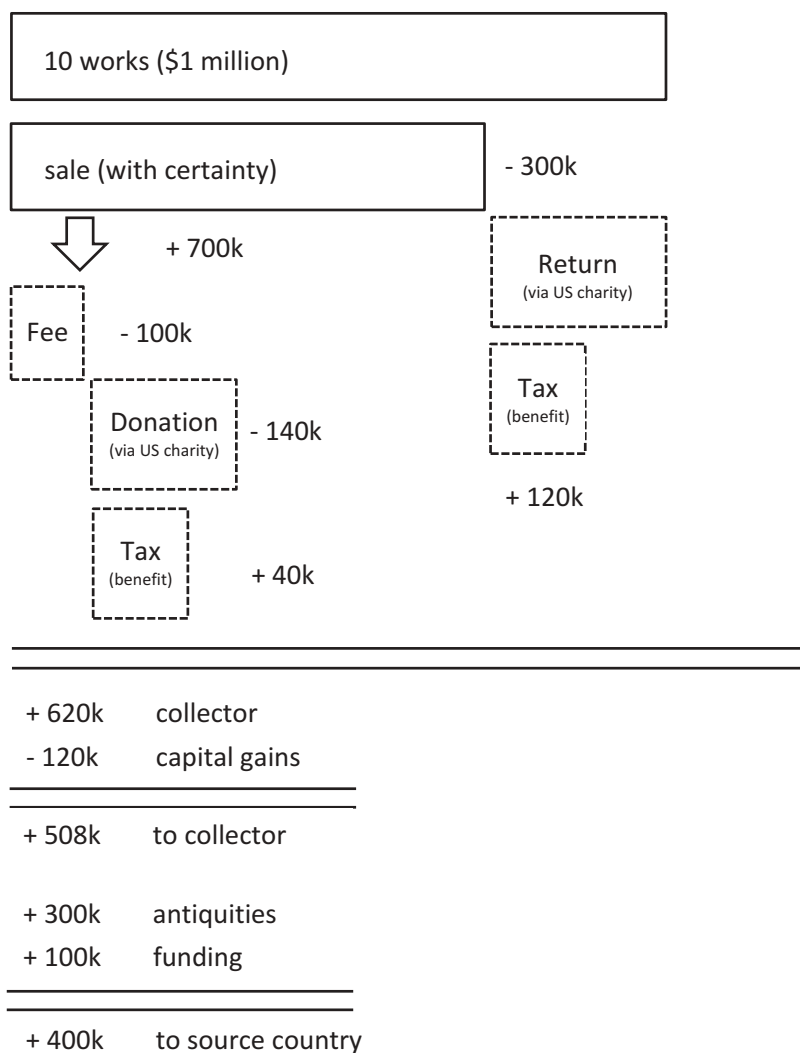 10 works ($1 million)
sale (with certainty)
- 300k
+ 700k
Return
(via US charity)
Fee
- 100k
Tax
(benefit)
Donation
(via US charity)
- 140k
+ 120k
Tax
(benefit)
+ 40k
+ 620k collector
- 120k capital gains
+ 508k to collector
+ 300k antiquities
+ 100k funding
+ 400k to source country